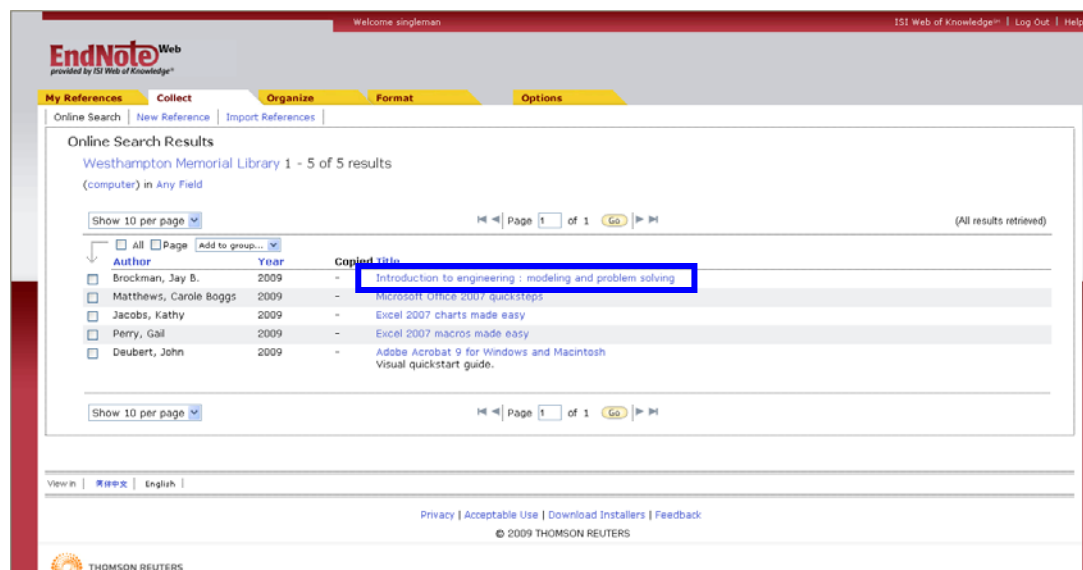 Welcome singleman ISI Web of Knowledge℠ | Log Out | Help
EndNote Web
provided by ISI Web of Knowledge℠
My References Collect Organize Format Options
Online Search | New Reference | Import References |
Online Search Results
Westhampton Memorial Library 1 - 5 of 5 results
(computer) in Any Field
Show 10 per page Page 1 of 1 Go (All results retrieved)
All Page Add to group...
Author Year Copied Title
Brockman, Jay B. 2009 - Introduction to engineering : modeling and problem solving
Matthews, Carole Boggs 2009 - Microsoft Office 2007 quicksteps
Jacobs, Kathy 2009 - Excel 2007 charts made easy
Perry, Gail 2009 - Excel 2007 macros made easy
Deubert, John 2009 - Adobe Acrobat 9 for Windows and Macintosh
Visual quickstart guide.
Show 10 per page Page 1 of 1 Go
View in | 简体中文 | English |
Privacy | Acceptable Use | Download Installers | Feedback
© 2009 THOMSON REUTERS
THOMSON REUTERS